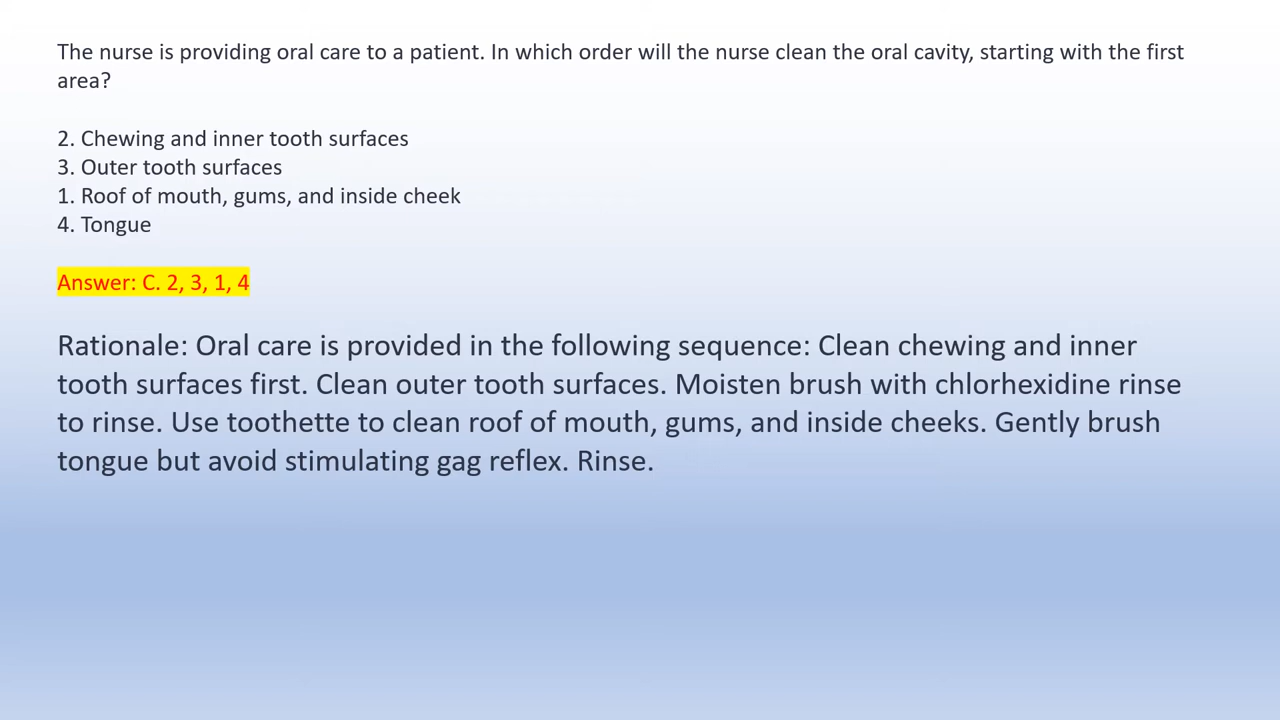 The nurse is providing oral care to a patient. In which order will the nurse clean the oral cavity, starting with the first
area?
2. Chewing and inner tooth surfaces
3. Outer tooth surfaces
1. Roof of mouth, gums, and inside cheek
4. Tongue
Answer: C. 2, 3, 1, 4
Rationale: Oral care is provided in the following sequence: Clean chewing and inner
tooth surfaces first. Clean outer tooth surfaces. Moisten brush with chlorhexidine rinse
to rinse. Use toothette to clean roof of mouth, gums, and inside cheeks. Gently brush
tongue but avoid stimulating gag reflex. Rinse.